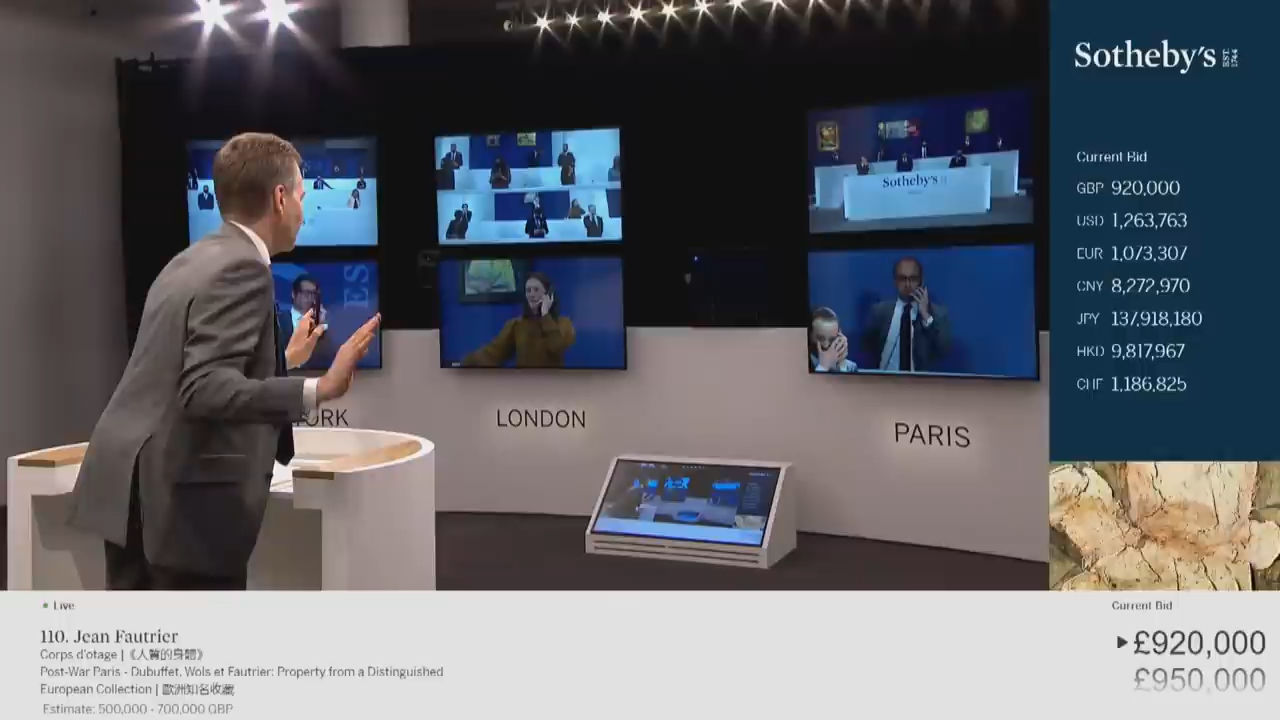 Sotheby's EST. 1744
Current Bid
GBP 920,000
USD 1,263,763
EUR 1,073,307
CNY 8,272,970
JPY 137,918,180
HKD 9,817,967
CHF 1,186,825
Sotheby's
ES
ORK
LONDON
PARIS
Live
110. Jean Fautrier
Corps d'otage | 《人質的身體》
Post-War Paris - Dubuffet, Wols et Fautrier: Property from a Distinguished
European Collection | 歐洲知名收藏
Estimate: 500,000 - 700,000 GBP
Current Bid
£920,000
£950,000